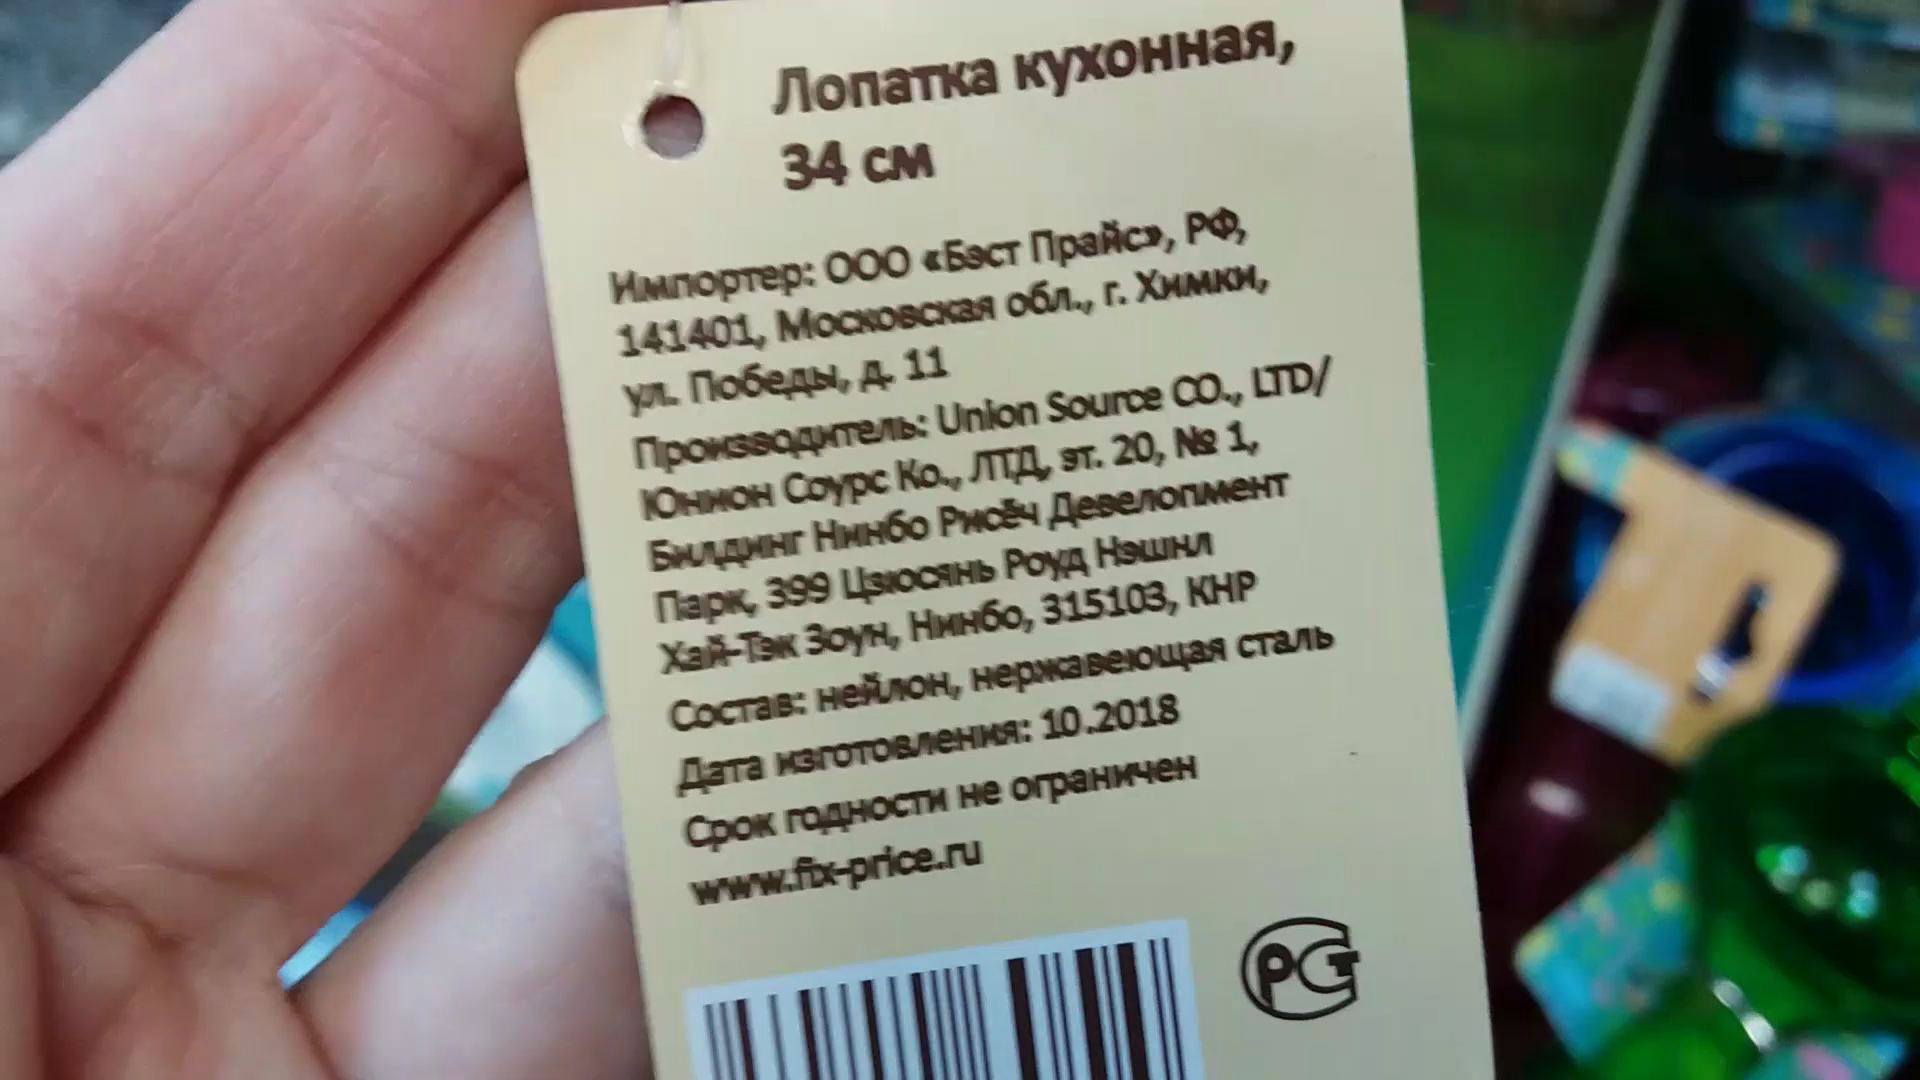 Лопатка кухонная,
34 см
Импортер: ООО «Бэст Прайс», РФ,
141401, Московская обл., г. Химки,
ул. Победы, д. 11
Производитель: Union Source CO., LTD/
Юнион Соурс Ко., ЛТД, эт. 20, № 1,
Билдинг Нинбо Рисёч Девелопмент
Парк, 399 Цзюсянь Роуд Нэшнл
Хай-Тэк Зоун, Нинбо, 315103, КНР
Состав: нейлон, нержавеющая сталь
Дата изготовления: 10.2018
Срок годности не ограничен
www.fix-price.ru
РСТ